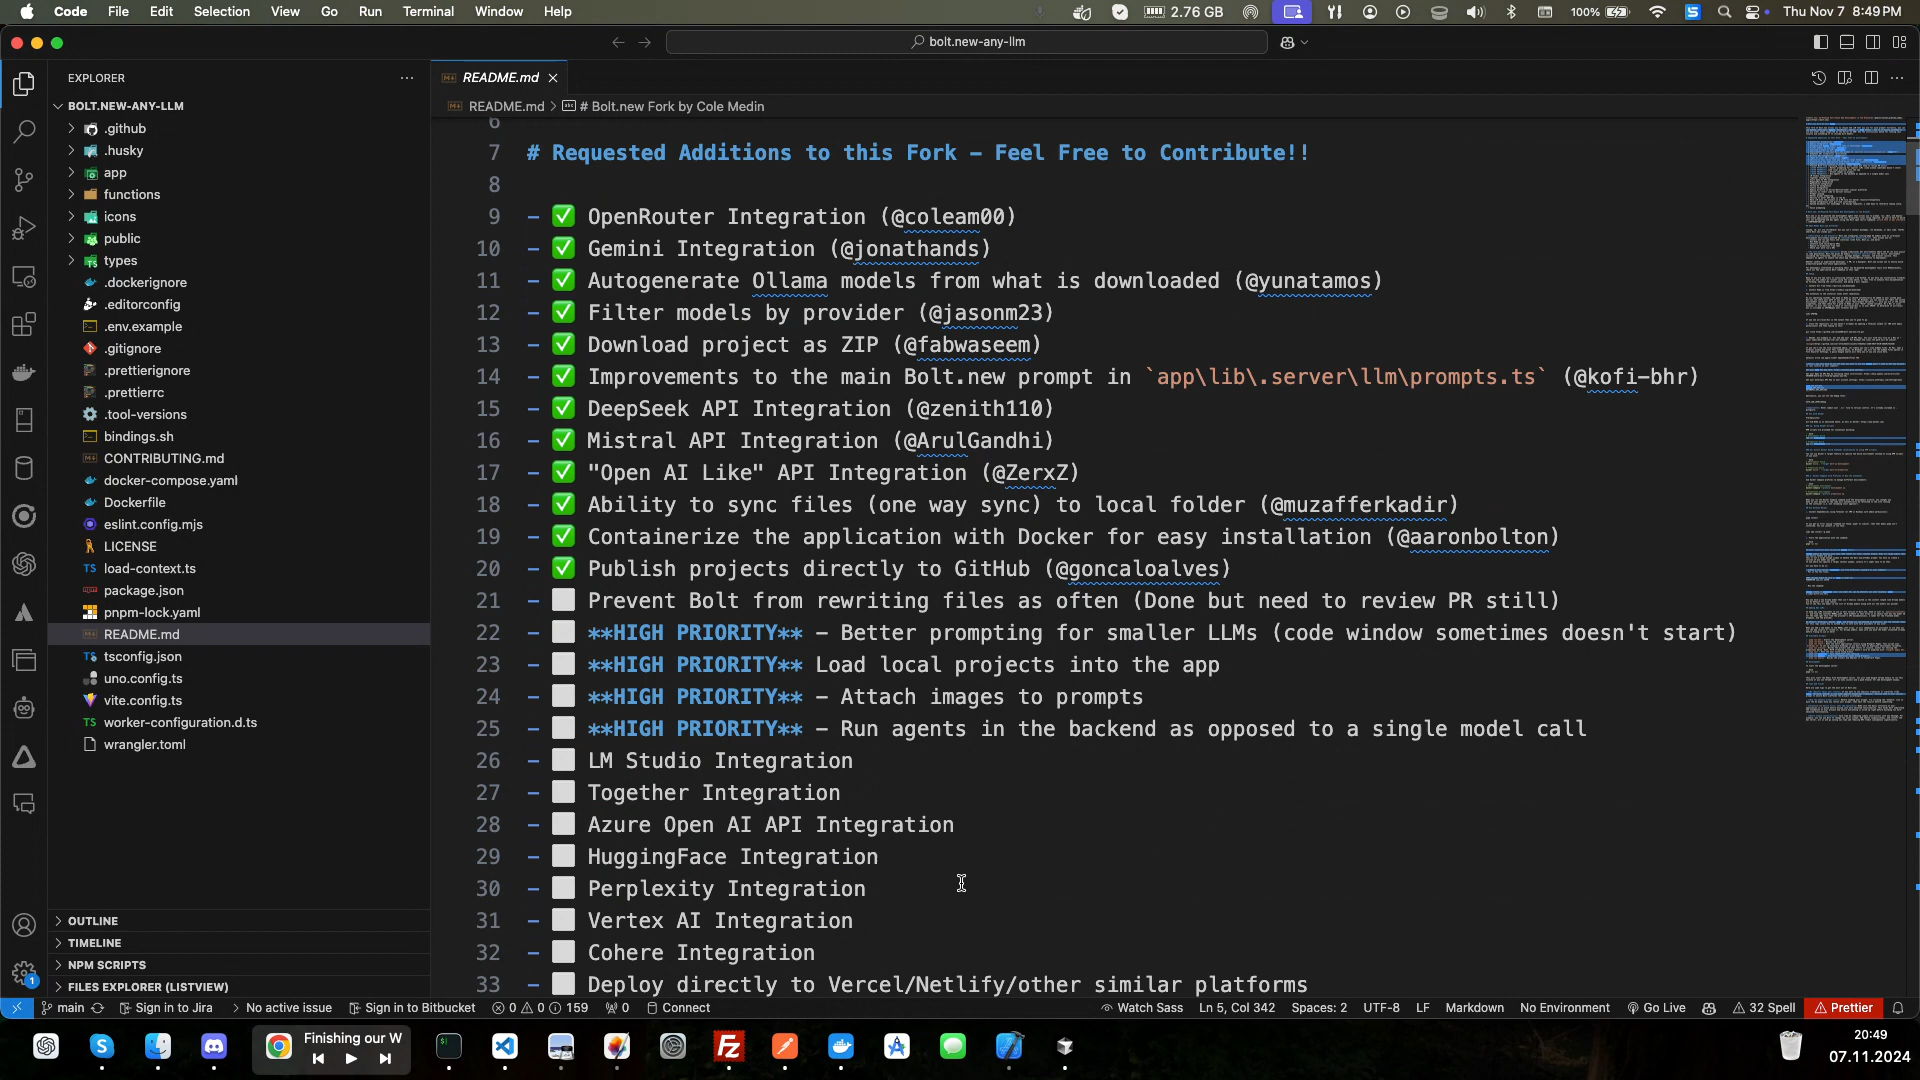 Code File Edit Selection View Go Run Terminal Window Help 2.76 GB 100% Thu Nov 7 8:49 PM
bolt.new-any-llm
EXPLORER
README.md
BOLT.NEW-ANY-LLM
README.md > # Bolt.new Fork by Cole Medin
.github
.husky
app
functions
icons
public
types
.dockerignore
.editorconfig
.env.example
.gitignore
.prettierignore
.prettierrc
.tool-versions
bindings.sh
CONTRIBUTING.md
docker-compose.yaml
Dockerfile
eslint.config.mjs
LICENSE
load-context.ts
package.json
pnpm-lock.yaml
README.md
tsconfig.json
uno.config.ts
vite.config.ts
worker-configuration.d.ts
wrangler.toml
OUTLINE
TIMELINE
NPM SCRIPTS
FILES EXPLORER (LISTVIEW)
6
7 # Requested Additions to this Fork - Feel Free to Contribute!!
8
9 - ✅ OpenRouter Integration (@coleam00)
10 - ✅ Gemini Integration (@jonathands)
11 - ✅ Autogenerate Ollama models from what is downloaded (@yunatamos)
12 - ✅ Filter models by provider (@jasonm23)
13 - ✅ Download project as ZIP (@fabwaseem)
14 - ✅ Improvements to the main Bolt.new prompt in `app\lib\.server\llm\prompts.ts` (@kofi-bhr)
15 - ✅ DeepSeek API Integration (@zenith110)
16 - ✅ Mistral API Integration (@ArulGandhi)
17 - ✅ "Open AI Like" API Integration (@ZerxZ)
18 - ✅ Ability to sync files (one way sync) to local folder (@muzafferkadir)
19 - ✅ Containerize the application with Docker for easy installation (@aaronbolton)
20 - ✅ Publish projects directly to GitHub (@goncaloalves)
21 - ⬜ Prevent Bolt from rewriting files as often (Done but need to review PR still)
22 - ⬜ **HIGH PRIORITY** - Better prompting for smaller LLMs (code window sometimes doesn't start)
23 - ⬜ **HIGH PRIORITY** Load local projects into the app
24 - ⬜ **HIGH PRIORITY** - Attach images to prompts
25 - ⬜ **HIGH PRIORITY** - Run agents in the backend as opposed to a single model call
26 - ⬜ LM Studio Integration
27 - ⬜ Together Integration
28 - ⬜ Azure Open AI API Integration
29 - ⬜ HuggingFace Integration
30 - ⬜ Perplexity Integration
31 - ⬜ Vertex AI Integration
32 - ⬜ Cohere Integration
33 - ⬜ Deploy directly to Vercel/Netlify/other similar platforms
main Sign in to Jira No active issue Sign in to Bitbucket 0 0 159 0 Connect Watch Sass Ln 5, Col 342 Spaces: 2 UTF-8 LF Markdown No Environment Go Live 32 Spell Prettier
Finishing our W
20:49
07.11.2024